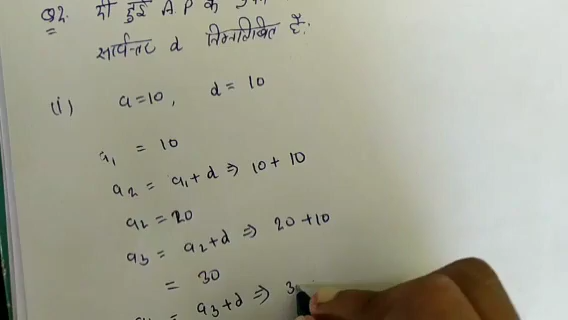 Q2. दी हुई A.P के
सार्वन्तर d निम्नलिखित हैं:
(i) a=10, d=10
a₁ = 10
a₂ = a₁+d ⇒ 10+10
a₂ = 20
a₃ = a₂+d ⇒ 20+10
= 30
= a₃+d ⇒ 3